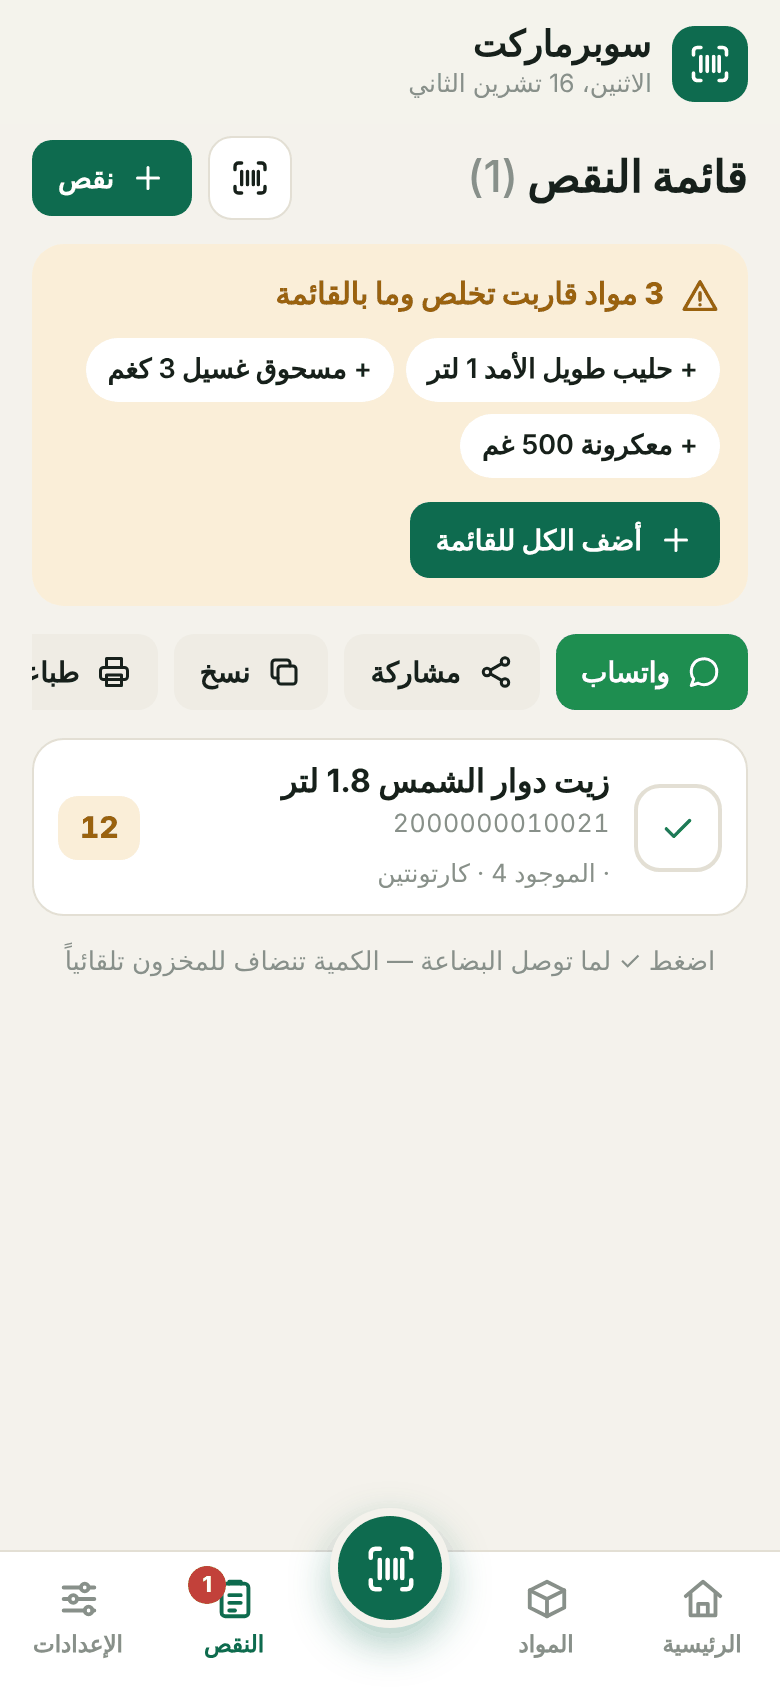 سوبرماركت
الاثنين، 16 تشرين الثاني
قائمة النقص (1)
نقص
3 مواد قاربت تخلص وما بالقائمة
+ حليب طويل الأمد 1 لتر
+ مسحوق غسيل 3 كغم
+ معكرونة 500 غم
أضف الكل للقائمة
واتساب
مشاركة
نسخ
زيت دوار الشمس 1.8 لتر
2000000010021
· الموجود 4 · كارتونتين
12
اضغط ✓ لما توصل البضاعة — الكمية تنضاف للمخزون تلقائياً
الرئيسية
المواد
1
النقص
الإعدادات